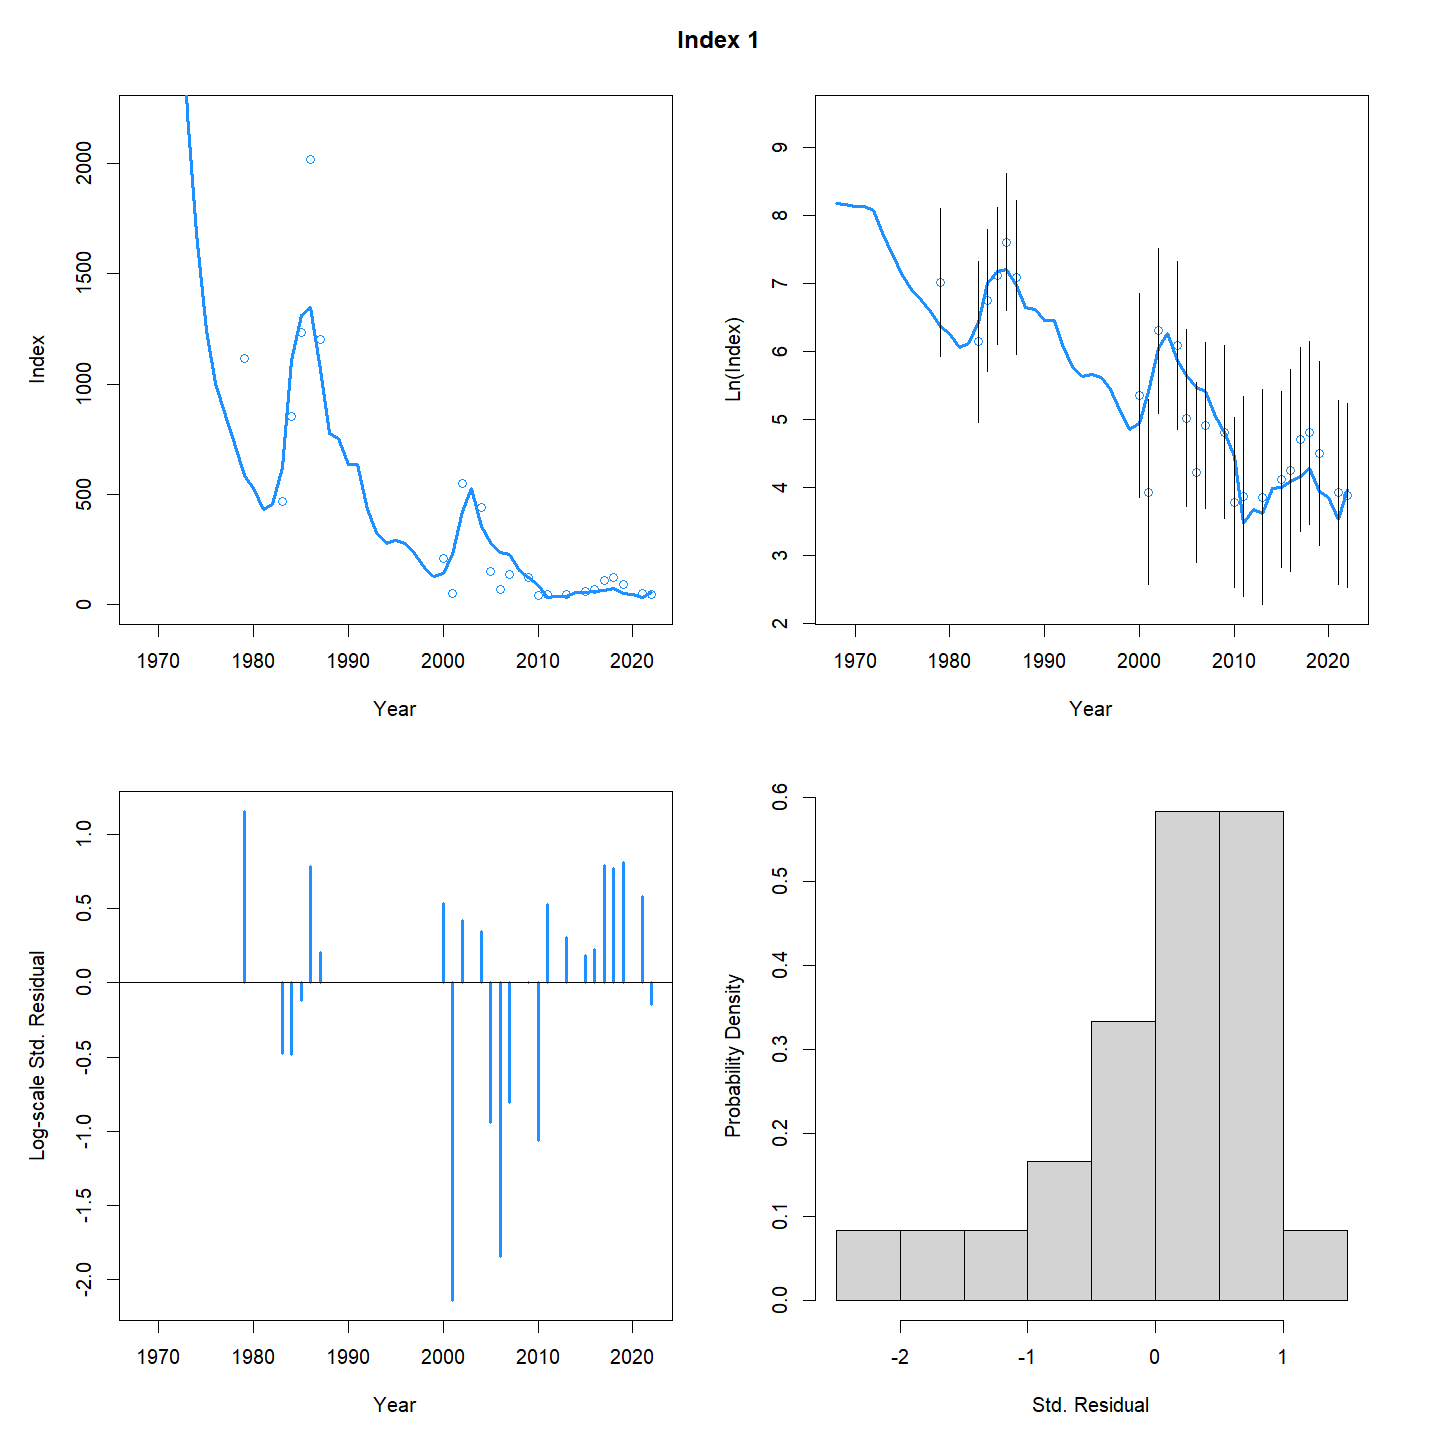 Index 1
Index
2000
1500
1000
500
0
1970 1980 1990 2000 2010 2020
Year
Ln(Index)
9
8
7
6
5
4
3
2
1970 1980 1990 2000 2010 2020
Year
Log-scale Std. Residual
1.0
0.5
0.0
-0.5
-1.0
-1.5
-2.0
1970 1980 1990 2000 2010 2020
Year
Probability Density
0.6
0.5
0.4
0.3
0.2
0.1
0.0
-2 -1 0 1
Std. Residual